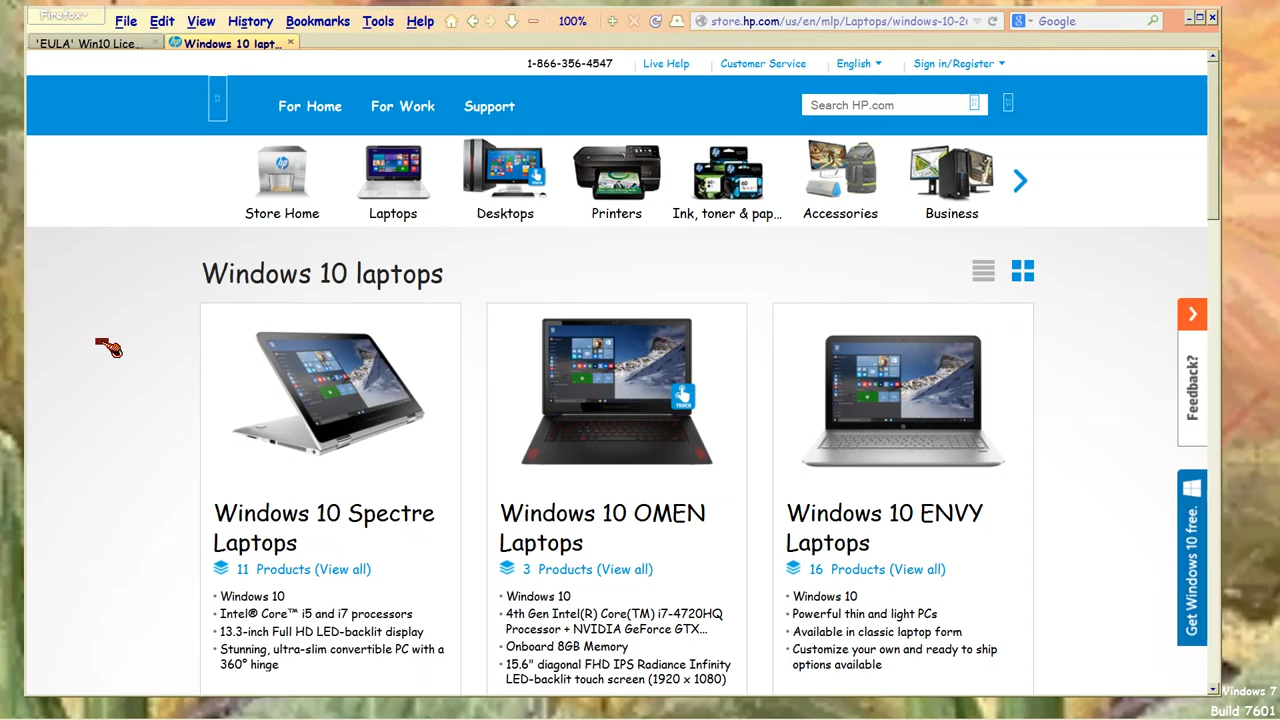 Firefox
File Edit View History Bookmarks Tools Help 100% store.hp.com/us/en/mlp/Laptops/windows-10- Google
'EULA' Win10 Lice... Windows 10 lapt...
1-866-356-4547 Live Help Customer Service English Sign in/Register
For Home For Work Support Search HP.com
Store Home Laptops Desktops Printers Ink, toner & pap... Accessories Business
Windows 10 laptops
TOUCH
Feedback?
Get Windows 10 free.
Windows 10 Spectre
Laptops
11 Products (View all)
• Windows 10
• Intel® Core™ i5 and i7 processors
• 13.3-inch Full HD LED-backlit display
• Stunning, ultra-slim convertible PC with a
360° hinge
Windows 10 OMEN
Laptops
3 Products (View all)
• Windows 10
• 4th Gen Intel(R) Core(TM) i7-4720HQ
Processor + NVIDIA GeForce GTX...
• Onboard 8GB Memory
• 15.6" diagonal FHD IPS Radiance Infinity
LED-backlit touch screen (1920 x 1080)
Windows 10 ENVY
Laptops
16 Products (View all)
• Windows 10
• Powerful thin and light PCs
• Available in classic laptop form
• Customize your own and ready to ship
options available
Windows 7
Build 7601